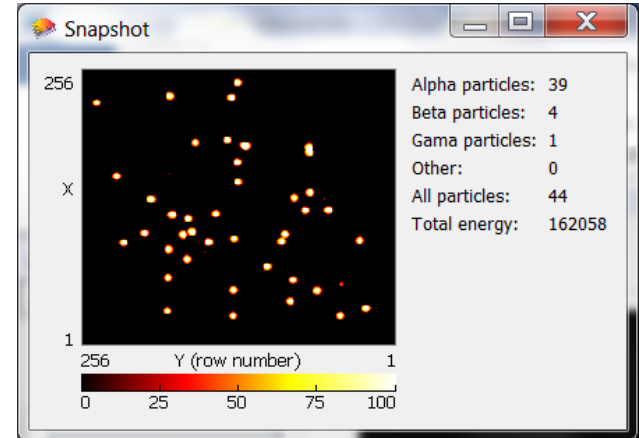 Snapshot
256
X
1
256 Y (row number) 1
0 25 50 75 100
Alpha particles: 39
Beta particles: 4
Gama particles: 1
Other: 0
All particles: 44
Total energy: 162058